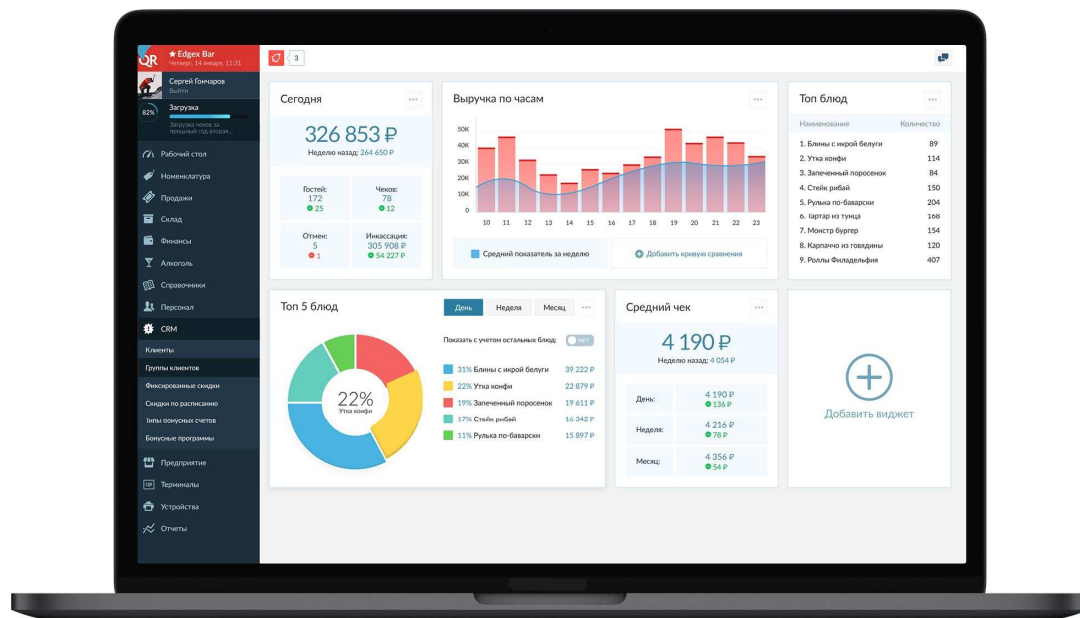 QR
★ Edgex Bar
Четверг, 14 января, 11:31
3
Сергей Гончаров
Выйти
82%
Загрузка
Загрузка чеков за
прошлый год вторая...
Рабочий стол
Номенклатура
Продажи
Склад
Финансы
Алкоголь
Справочники
Персонал
CRM
Клиенты
Группы клиентов
Фиксированные скидки
Скидки по расписанию
Типы бонусных счетов
Бонусные программы
Предприятие
QR Терминалы
Устройства
Отчеты
Сегодня
326 853 ₽
Неделю назад: 264 650 ₽
Гостей:
172
25
Чеков:
78
12
Отмен:
5
1
Инкассация:
305 908 ₽
54 227 ₽
Выручка по часам
50K
40K
30K
20K
10K
0
10 11 12 13 14 15 16 17 18 19 20 21 22 23
Средний показатель за неделю
Добавить кривую сравнения
Топ блюд
Наименование Количество
1. Блины с икрой белуги 89
2. Утка конфи 114
3. Запеченный поросенок 84
4. Стейк рибай 150
5. Рулька по-баварски 204
6. Тартар из тунца 168
7. Монстр бургер 154
8. Карпаччо из говядины 120
9. Роллы Филадельфия 407
Топ 5 блюд
День Неделя Месяц
Показать с учетом остальных блюд: НЕТ
22%
Утка конфи
31% Блины с икрой белуги 39 222 ₽
22% Утка конфи 22 879 ₽
19% Запеченный поросенок 19 611 ₽
17% Стейк рибай 16 342 ₽
11% Рулька по-баварски 15 897 ₽
Средний чек
4 190 ₽
Неделю назад: 4 054 ₽
День: 4 190 ₽
136 ₽
Неделя: 4 216 ₽
78 ₽
Месяц: 4 356 ₽
54 ₽
Добавить виджет